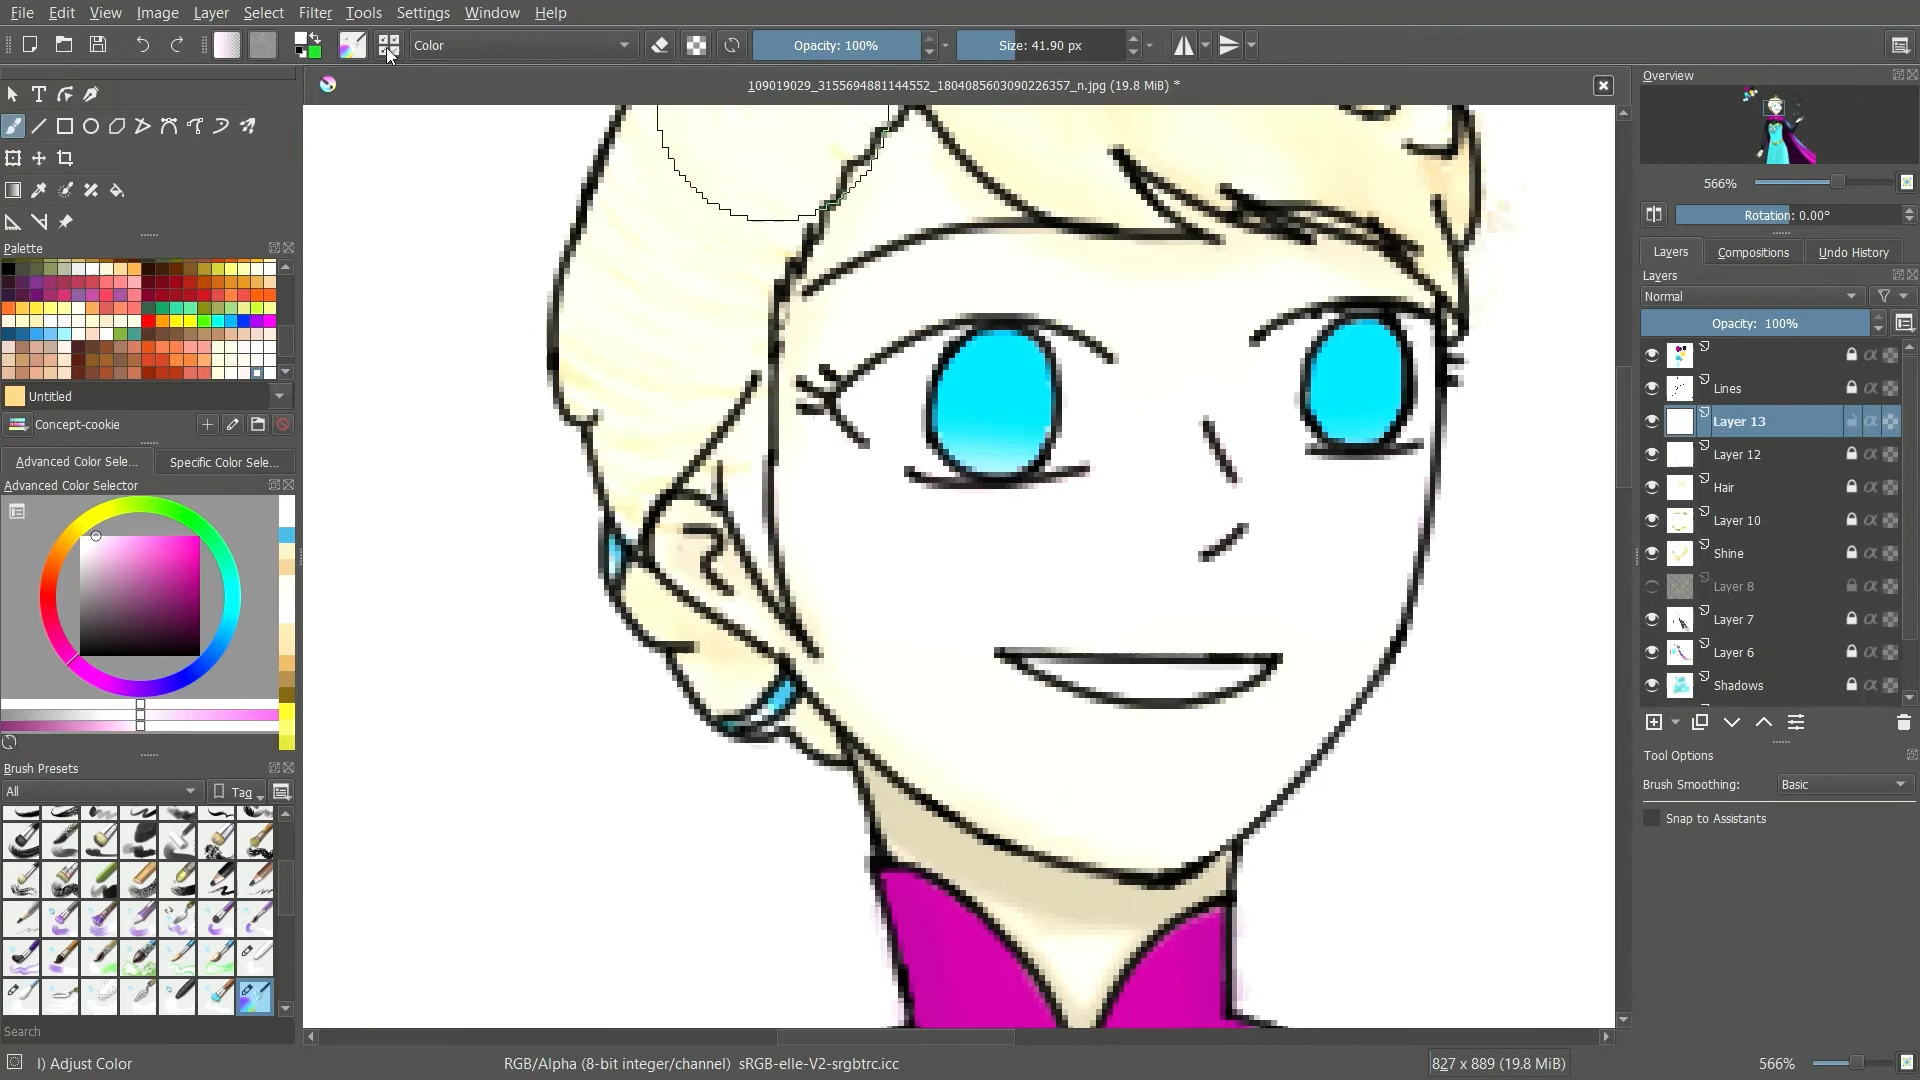 File Edit View Image Layer Select Filter Tools Settings Window Help
Color
Opacity: 100%
Size: 41.90 px
109019029_3155694881144552_1804085603090226357_n.jpg (19.8 MiB) *
Overview
566%
Rotation: 0.00°
Layers Compositions Undo History
Layers
Normal
Opacity: 100%
Lines
Layer 13
Layer 12
Hair
Layer 10
Shine
Layer 8
Layer 7
Layer 6
Shadows
Tool Options
Brush Smoothing: Basic
Snap to Assistants
Palette
Untitled
Concept-cookie
Advanced Color Sele... Specific Color Sele...
Advanced Color Selector
Brush Presets
All
Tag
Search
I) Adjust Color
RGB/Alpha (8-bit integer/channel) sRGB-elle-V2-srgbtrc.icc
827 x 889 (19.8 MiB)
566%